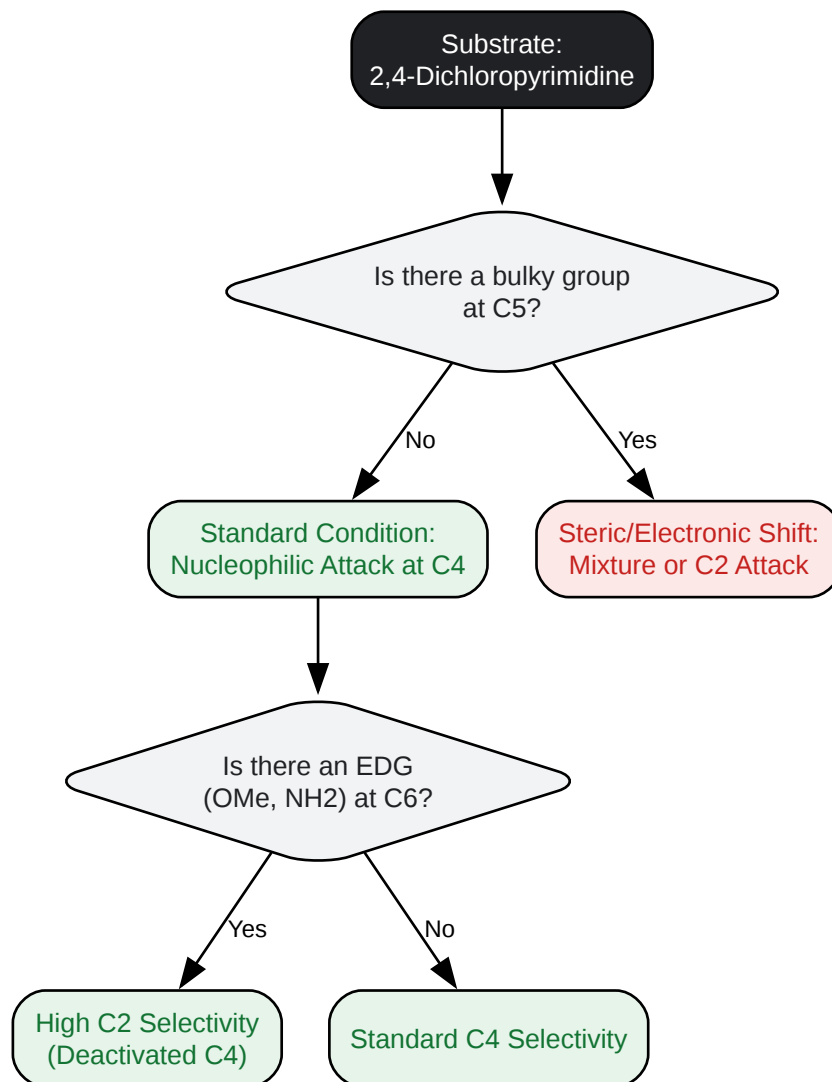 Substrate:
2,4-Dichloropyrimidine
Is there a bulky group
at C5?
No
Yes
Standard Condition:
Nucleophilic Attack at C4
Steric/Electronic Shift:
Mixture or C2 Attack
Is there an EDG
(OMe, NH2) at C6?
Yes
No
High C2 Selectivity
(Deactivated C4)
Standard C4 Selectivity